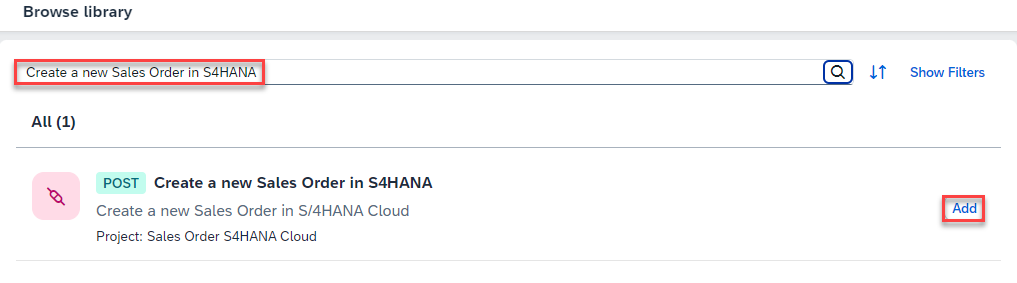 Browse library
Create a new Sales Order in S4HANA
Show Filters
All (1)
POST Create a new Sales Order in S4HANA
Create a new Sales Order in S/4HANA Cloud
Add
Project: Sales Order S4HANA Cloud